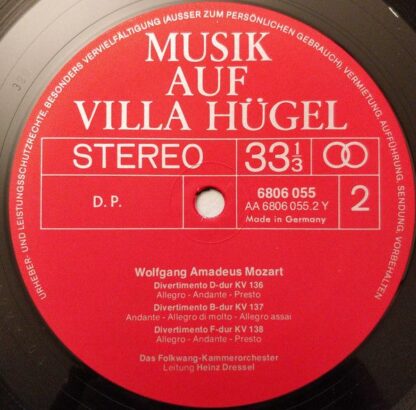 URHEBER- UND LEISTUNGSSCHUTZRECHTE, BESONDERS VERVIELFÄLTIGUNG (AUSSER ZUM PERSÖNLICHEN GEBRAUCH), VERMIETUNG, AUFFÜHRUNG, SENDUNG, VORBEHALTEN
MUSIK
AUF
VILLA HÜGEL
STEREO 33 1/3
D. P.
6806 055
AA 6806 055.2 Y
Made in Germany
2
Wolfgang Amadeus Mozart
Divertimento D-dur KV 136
Allegro - Andante - Presto
Divertimento B-dur KV 137
Andante - Allegro di molto - Allegro assai
Divertimento F-dur KV 138
Allegro - Andante - Presto
Das Folkwang-Kammerorchester
Leitung Heinz Dressel